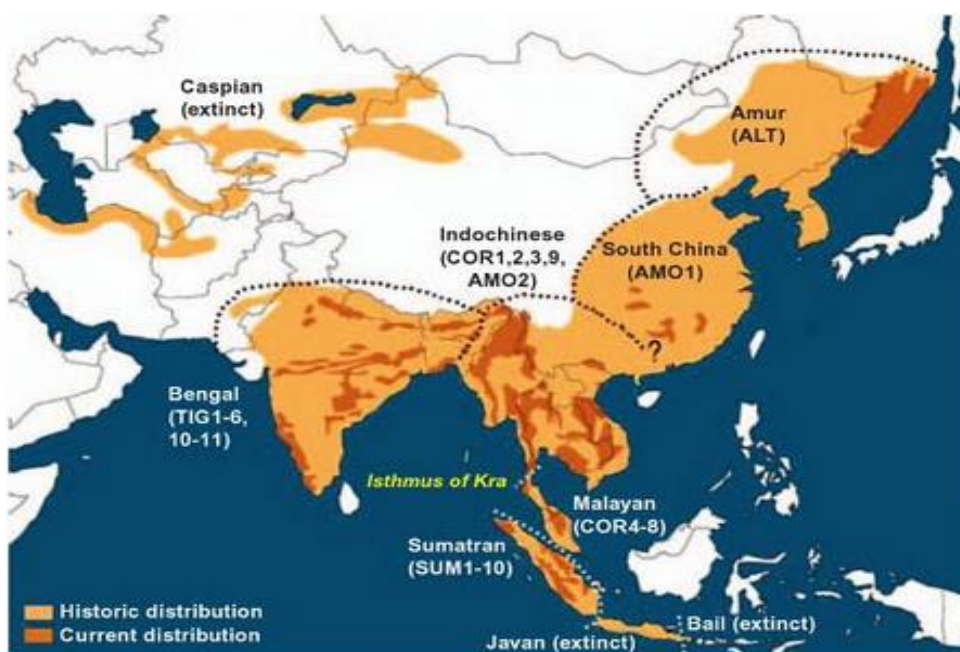 Caspian
(extinct)
Amur
(ALT)
Indochinese
(COR1,2,3,9,
AMO2)
South China
(AMO1)
?
Bengal
(TIG1-6,
10-11)
Isthmus of Kra
Malayan
(COR4-8)
Sumatran
(SUM1-10)
Historic distribution
Current distribution
Javan (extinct)
Bail (extinct)